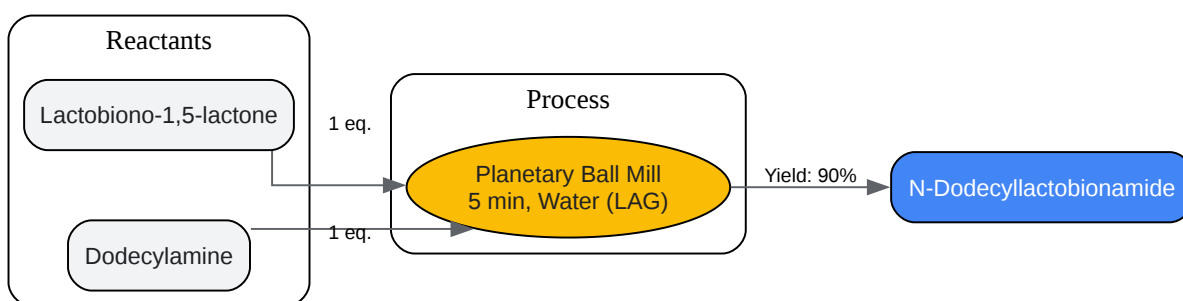 Reactants
Lactobiono-1,5-lactone
Dodecylamine
1 eq.
1 eq.
Process
Planetary Ball Mill
5 min, Water (LAG)
Yield: 90%
N-Dodecyllactobionamide